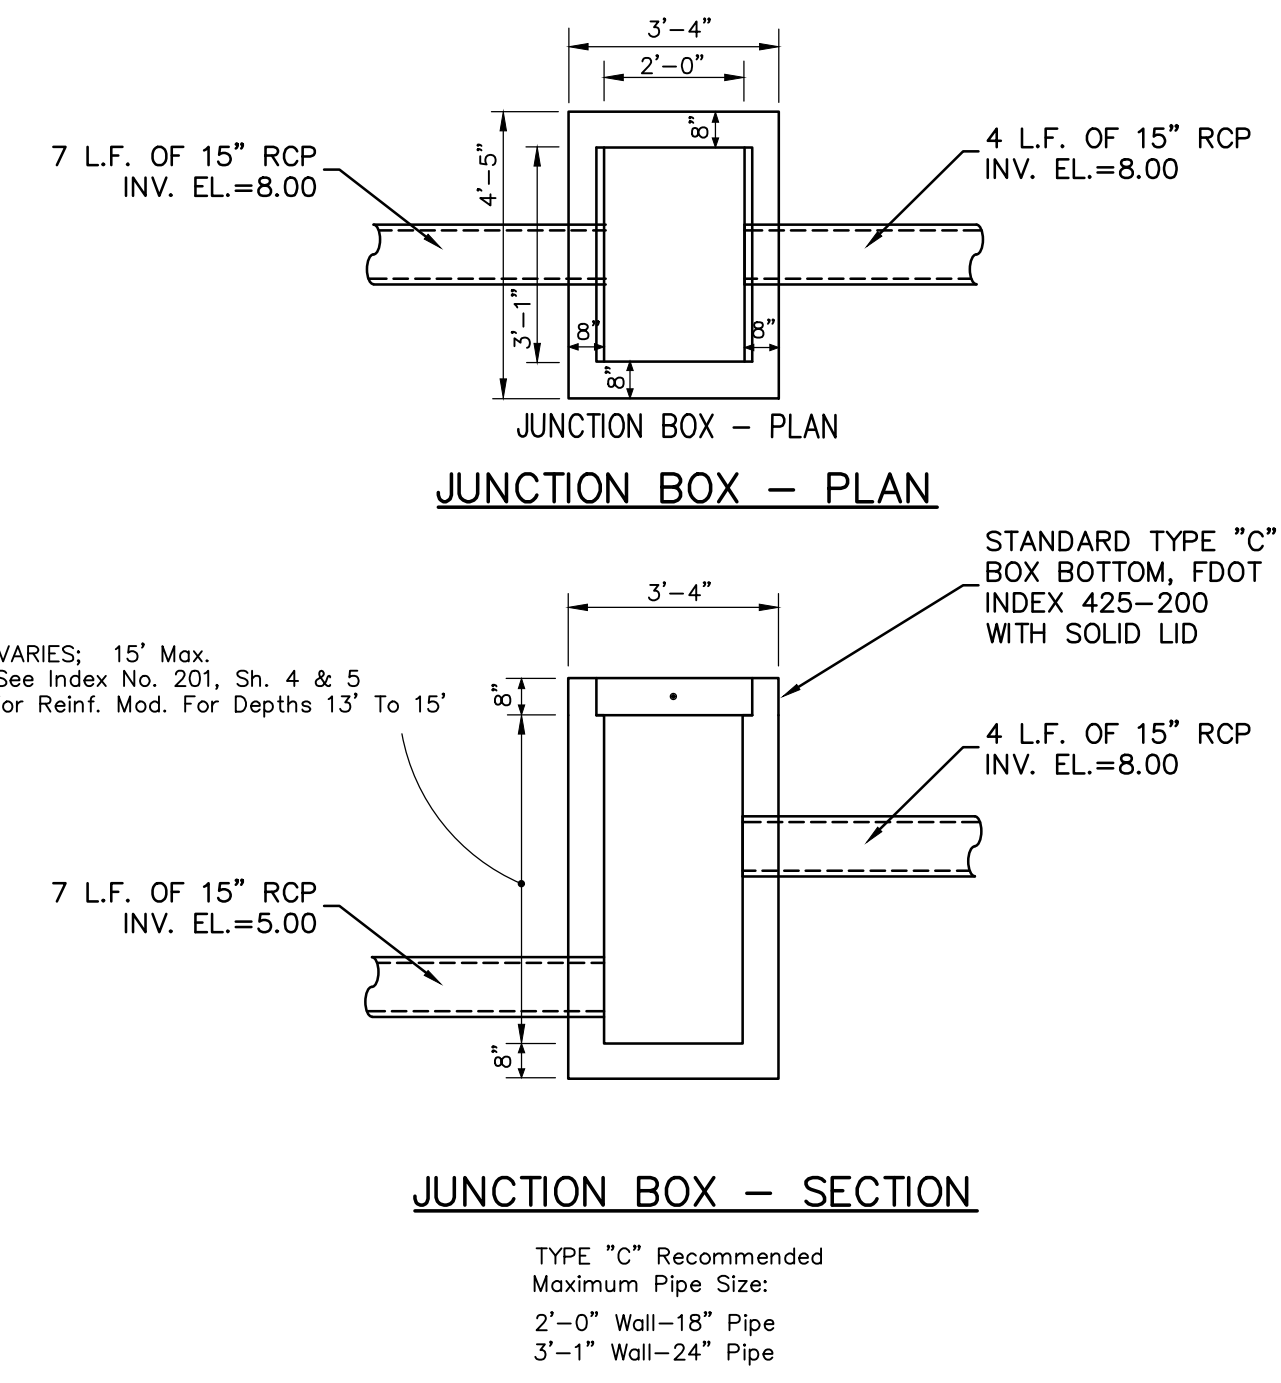 3'-4"
2'-0"
8"
7 L.F. OF 15" RCP
INV. EL.=8.00
4 L.F. OF 15" RCP
INV. EL.=8.00
4'-5"
3'-1"
8"
8"
8"
JUNCTION BOX - PLAN
JUNCTION BOX - PLAN
STANDARD TYPE "C"
BOX BOTTOM, FDOT
INDEX 425-200
WITH SOLID LID
3'-4"
VARIES; 15' Max.
See Index No. 201, Sh. 4 & 5
or Reinf. Mod. For Depths 13' To 15'
8"
4 L.F. OF 15" RCP
INV. EL.=8.00
7 L.F. OF 15" RCP
INV. EL.=5.00
8"
JUNCTION BOX - SECTION
TYPE "C" Recommended
Maximum Pipe Size:
2'-0" Wall-18" Pipe
3'-1" Wall-24" Pipe